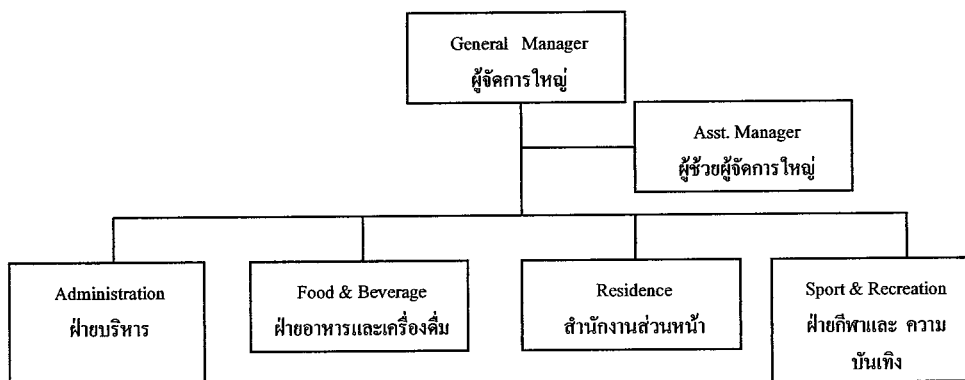 General Manager
ผู้จัดการใหญ่
Asst. Manager
ผู้ช่วยผู้จัดการใหญ่
Administration
ฝ่ายบริหาร
Food & Beverage
ฝ่ายอาหารและเครื่องดื่ม
Residence
สำนักงานส่วนหน้า
Sport & Recreation
ฝ่ายกีฬาและ ความ
บันเทิง